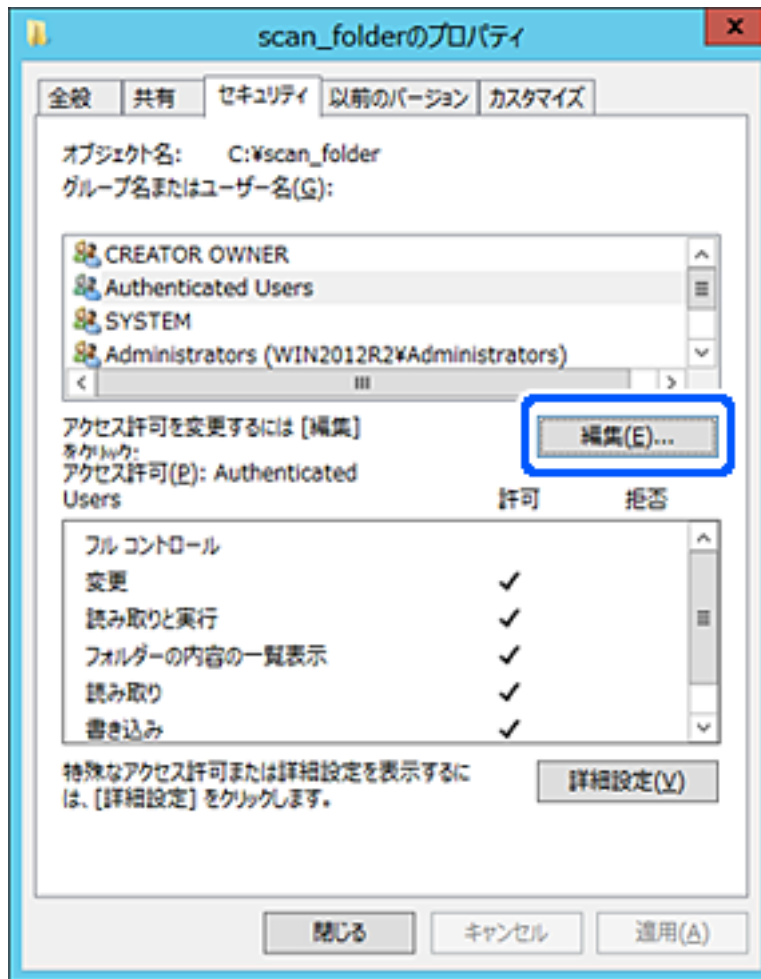 scan_folderのプロパティ
x
全般 共有 セキュリティ 以前のバージョン カスタマイズ
オブジェクト名: C:¥scan_folder
グループ名またはユーザー名(G):
CREATOR OWNER
Authenticated Users
SYSTEM
Administrators (WIN2012R2¥Administrators)
アクセス許可を変更するには [編集]
をクリック:
編集(E)...
アクセス許可(P): Authenticated
Users 許可 拒否
フル コントロール
変更
読み取りと実行
フォルダーの内容の一覧表示
読み取り
書き込み
特殊なアクセス許可または詳細設定を表示するに
は、[詳細設定] をクリックします。
詳細設定(V)
閉じる キャンセル 適用(A)